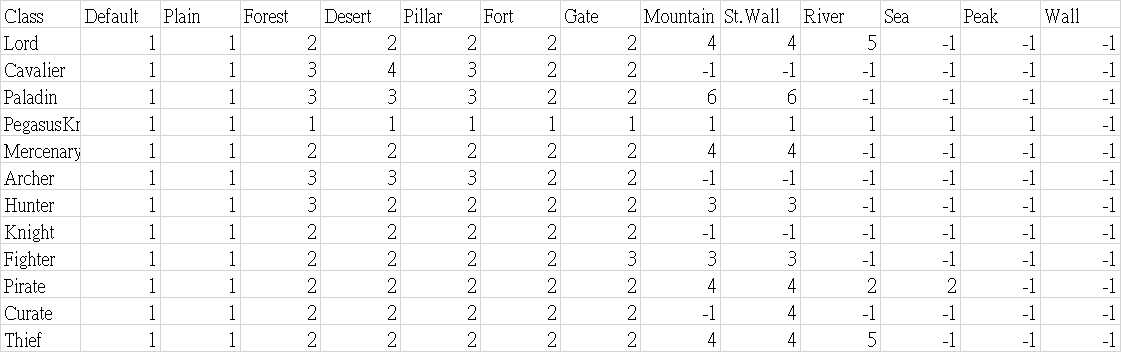 Class Default Plain Forest Desert Pillar Fort Gate Mountain St.Wall River Sea Peak Wall
Lord 1 1 2 2 2 2 2 4 4 5 -1 -1 -1
Cavalier 1 1 3 4 3 2 2 -1 -1 -1 -1 -1 -1
Paladin 1 1 3 3 3 2 2 6 6 -1 -1 -1 -1
PegasusKr 1 1 1 1 1 1 1 1 1 1 1 1 -1
Mercenary 1 1 2 2 2 2 2 4 4 -1 -1 -1 -1
Archer 1 1 3 3 3 2 2 -1 -1 -1 -1 -1 -1
Hunter 1 1 3 2 2 2 2 3 3 -1 -1 -1 -1
Knight 1 1 2 2 2 2 2 -1 -1 -1 -1 -1 -1
Fighter 1 1 2 2 2 2 3 3 3 -1 -1 -1 -1
Pirate 1 1 2 2 2 2 2 4 4 2 2 -1 -1
Curate 1 1 2 2 2 2 2 -1 4 -1 -1 -1 -1
Thief 1 1 2 2 2 2 2 4 4 5 -1 -1 -1